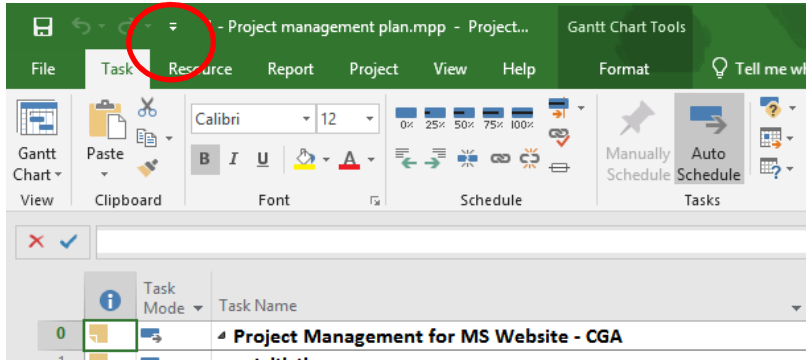 - Project management plan.mpp - Project... Gantt Chart Tools
File Task Resource Report Project View Help Format Tell me wh
Calibri 12 0% 25% 50% 75% 100%
B I U A
Gantt Chart Paste Manually Schedule Auto Schedule
View Clipboard Font Schedule Tasks
Task Mode Task Name
0 Project Management for MS Website - CGA
1